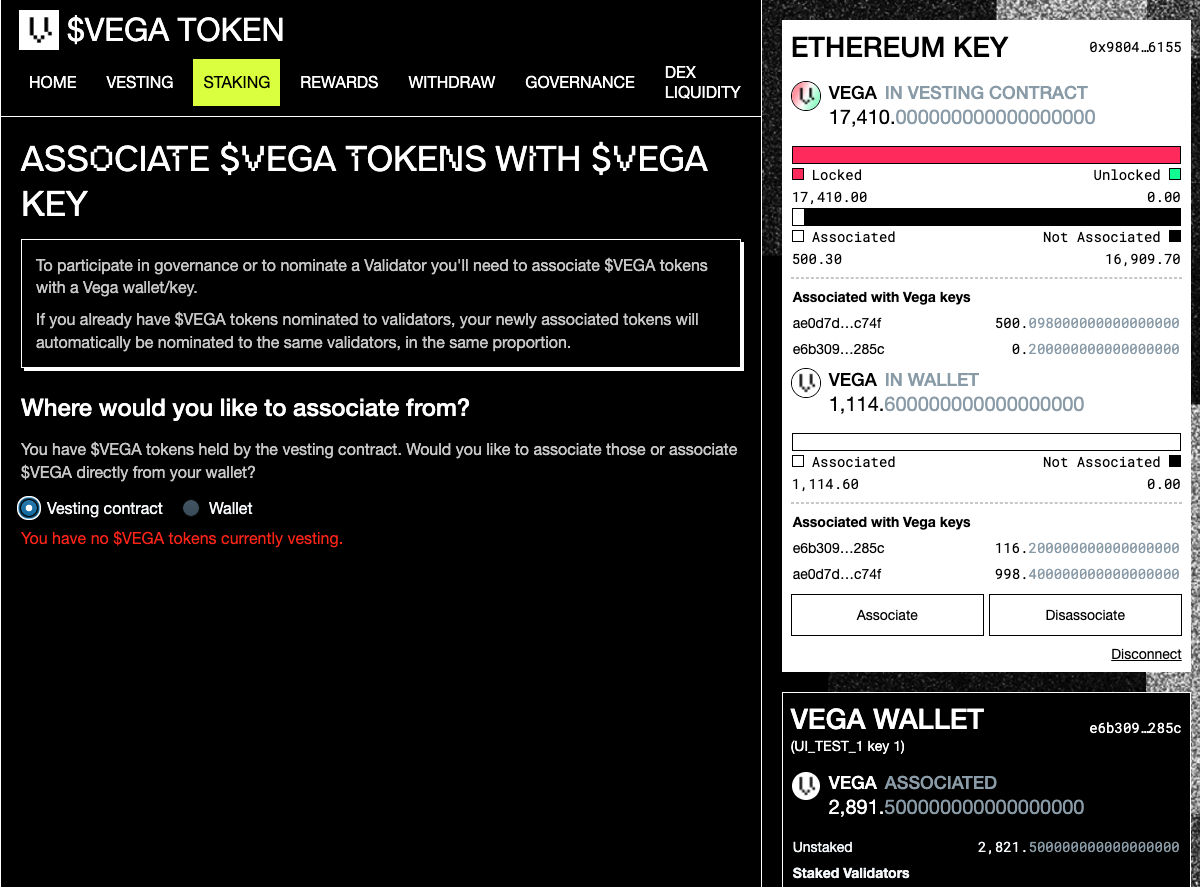 $VEGA TOKEN
HOME VESTING STAKING REWARDS WITHDRAW GOVERNANCE DEX LIQUIDITY
ASSOCIATE $VEGA TOKENS WITH $VEGA
KEY
To participate in governance or to nominate a Validator you'll need to associate $VEGA tokens
with a Vega wallet/key.
If you already have $VEGA tokens nominated to validators, your newly associated tokens will
automatically be nominated to the same validators, in the same proportion.
Where would you like to associate from?
You have $VEGA tokens held by the vesting contract. Would you like to associate those or associate
$VEGA directly from your wallet?
Vesting contract Wallet
You have no $VEGA tokens currently vesting.
ETHEREUM KEY 0x9804…6155
VEGA IN VESTING CONTRACT
17,410.000000000000000000
Locked Unlocked
17,410.00 0.00
Associated Not Associated
500.30 16,909.70
Associated with Vega keys
ae0d7d…c74f 500.098000000000000000
e6b309…285c 0.200000000000000000
VEGA IN WALLET
1,114.600000000000000000
Associated Not Associated
1,114.60 0.00
Associated with Vega keys
e6b309…285c 116.200000000000000000
ae0d7d…c74f 998.400000000000000000
Associate Disassociate
Disconnect
VEGA WALLET e6b309…285c
(UI_TEST_1 key 1)
VEGA ASSOCIATED
2,891.500000000000000000
Unstaked 2,821.500000000000000000
Staked Validators